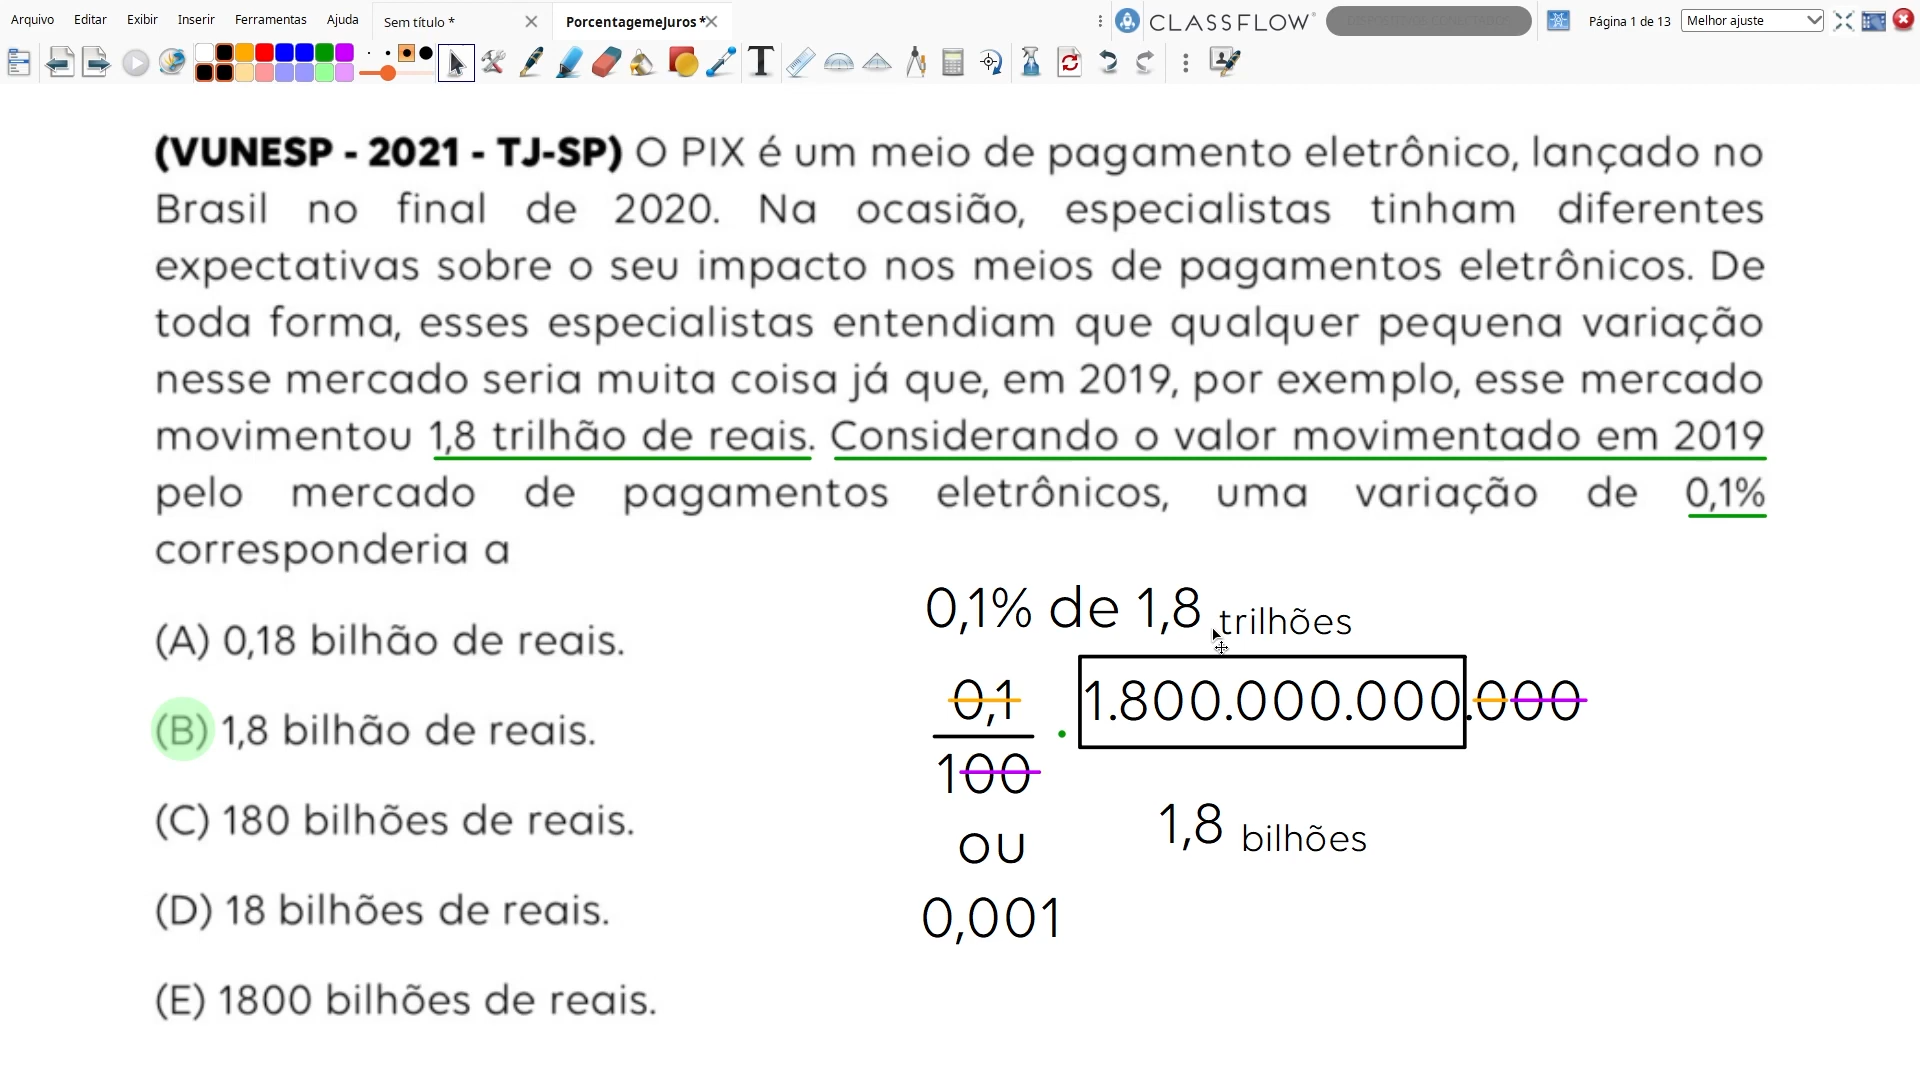 Arquivo Editar Exibir Inserir Ferramentas Ajuda Sem título * PorcentagemeJuros * CLASSFLOW Página 1 de 13 Melhor ajuste
(VUNESP - 2021 - TJ-SP) O PIX é um meio de pagamento eletrônico, lançado no
Brasil no final de 2020. Na ocasião, especialistas tinham diferentes
expectativas sobre o seu impacto nos meios de pagamentos eletrônicos. De
toda forma, esses especialistas entendiam que qualquer pequena variação
nesse mercado seria muita coisa já que, em 2019, por exemplo, esse mercado
movimentou 1,8 trilhão de reais. Considerando o valor movimentado em 2019
pelo mercado de pagamentos eletrônicos, uma variação de 0,1%
corresponderia a
(A) 0,18 bilhão de reais.
(B) 1,8 bilhão de reais.
(C) 180 bilhões de reais.
(D) 18 bilhões de reais.
(E) 1800 bilhões de reais.
0,1% de 1,8 trilhões
0,1
100
. 1.800.000.000.000
ou
0,001
1,8 bilhões